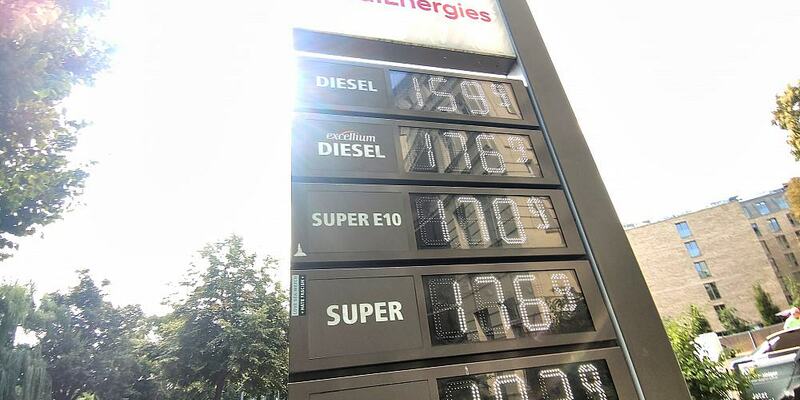 alEnergies
DIESEL 159⁹
excellium
DIESEL 176⁹
SUPER E10 170⁹
SUPER 176⁹